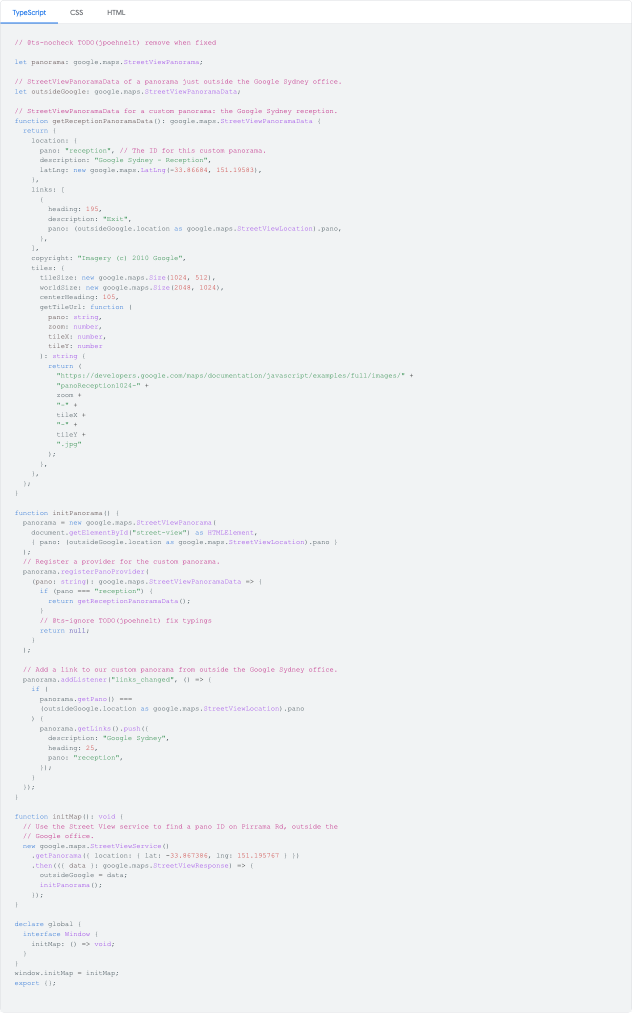 TypeScript CSS HTML
// @ts-nocheck TODO(jpoehnelt) remove when fixed
let panorama: google.maps.StreetViewPanorama;
// StreetViewPanoramaData of a panorama just outside the Google Sydney office.
let outsideGoogle: google.maps.StreetViewPanoramaData;
// StreetViewPanoramaData for a custom panorama: the Google Sydney reception.
function getReceptionPanoramaData(): google.maps.StreetViewPanoramaData {
  return {
    location: {
      pano: "reception", // The ID for this custom panorama.
      description: "Google Sydney - Reception",
      latLng: new google.maps.LatLng(-33.86684, 151.19583),
    },
    links: [
      {
        heading: 195,
        description: "Exit",
        pano: (outsideGoogle.location as google.maps.StreetViewLocation).pano,
      },
    ],
    copyright: "Imagery (c) 2010 Google",
    tiles: {
      tileSize: new google.maps.Size(1024, 512),
      worldSize: new google.maps.Size(2048, 1024),
      centerHeading: 105,
      getTileUrl: function (
        pano: string,
        zoom: number,
        tileX: number,
        tileY: number
      ): string {
        return (
          "https://developers.google.com/maps/documentation/javascript/examples/full/images/" +
          "panoReception1024-" +
          zoom +
          "-" +
          tileX +
          "-" +
          tileY +
          ".jpg"
        );
      },
    },
  };
}
function initPanorama() {
  panorama = new google.maps.StreetViewPanorama(
    document.getElementById("street-view") as HTMLElement,
    { pano: (outsideGoogle.location as google.maps.StreetViewLocation).pano }
  );
  // Register a provider for the custom panorama.
  panorama.registerPanoProvider(
    (pano: string): google.maps.StreetViewPanoramaData => {
      if (pano === "reception") {
        return getReceptionPanoramaData();
      }
      // @ts-ignore TODO(jpoehnelt) fix typings
      return null;
    }
  );
  // Add a link to our custom panorama from outside the Google Sydney office.
  panorama.addListener("links_changed", () => {
    if (
      panorama.getPano() ===
      (outsideGoogle.location as google.maps.StreetViewLocation).pano
    ) {
      panorama.getLinks().push({
        description: "Google Sydney",
        heading: 25,
        pano: "reception",
      });
    }
  });
}
function initMap(): void {
  // Use the Street View service to find a pano ID on Pirrama Rd, outside the
  // Google office.
  new google.maps.StreetViewService()
    .getPanorama({ location: { lat: -33.867386, lng: 151.195767 } })
    .then(({ data }: google.maps.StreetViewResponse) => {
      outsideGoogle = data;
      initPanorama();
    });
}
declare global {
  interface Window {
    initMap: () => void;
  }
}
window.initMap = initMap;
export {};